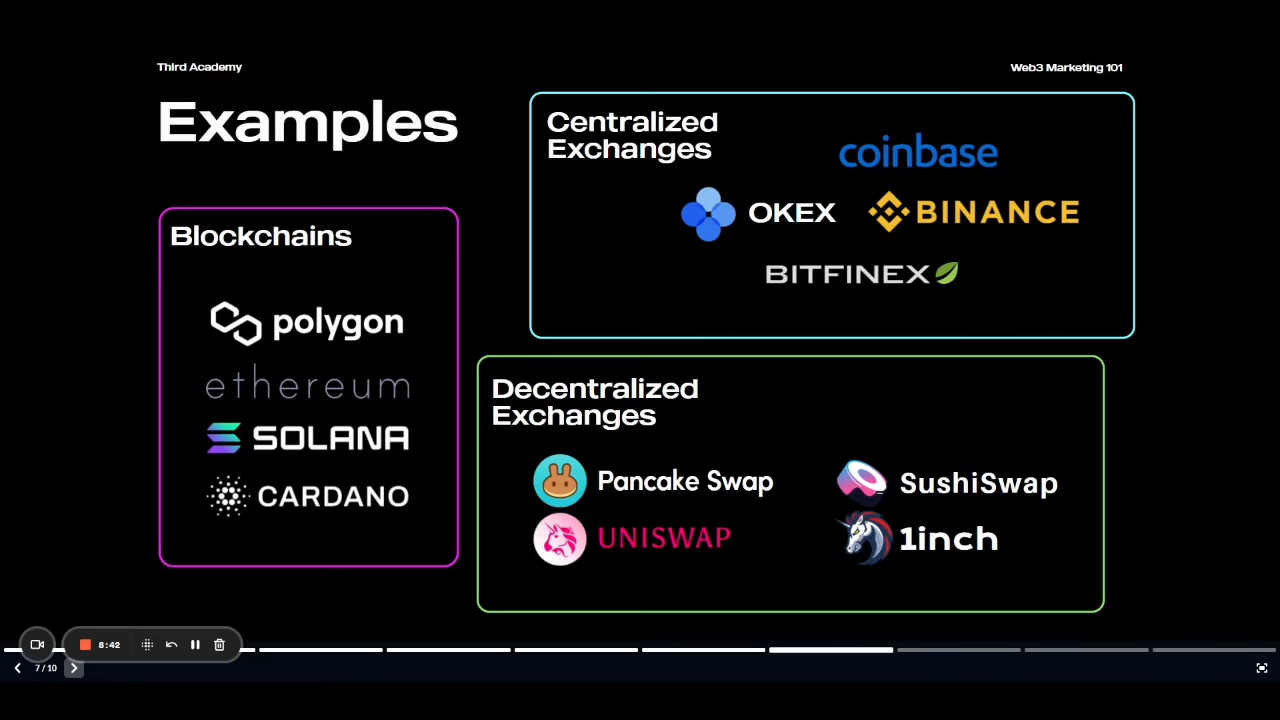 Third Academy
Web3 Marketing 101
Examples
Centralized
Exchanges
coinbase
OKEX
BINANCE
BITFINEX
Blockchains
polygon
ethereum
SOLANA
CARDANO
Decentralized
Exchanges
Pancake Swap
SushiSwap
UNISWAP
1inch
8:42
7 / 10